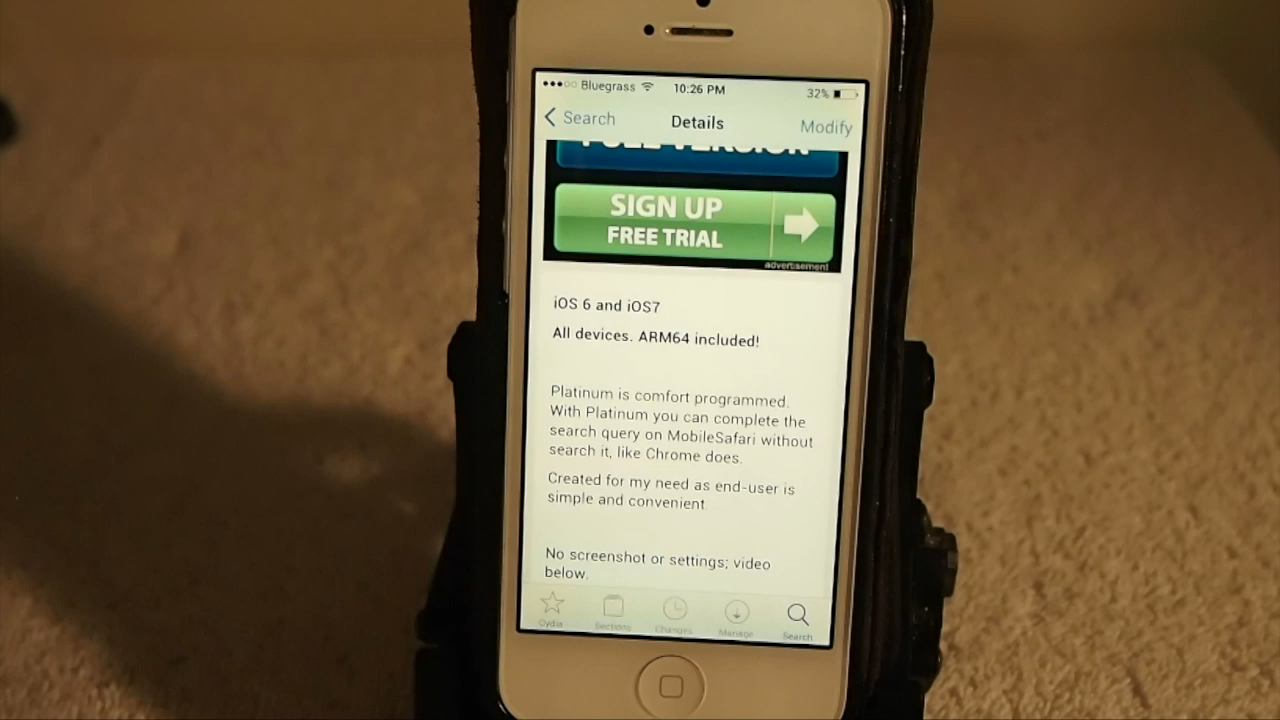 Bluegrass 10:26 PM 32%
Search Details Modify
FULL VERSION
SIGN UP
FREE TRIAL
advertisement
iOS 6 and iOS7
All devices. ARM64 included!
Platinum is comfort programmed.
With Platinum you can complete the
search query on MobileSafari without
search it, like Chrome does.
Created for my need as end-user is
simple and convenient.
No screenshot or settings; video
below.
Cydia Sections Changes Manage Search